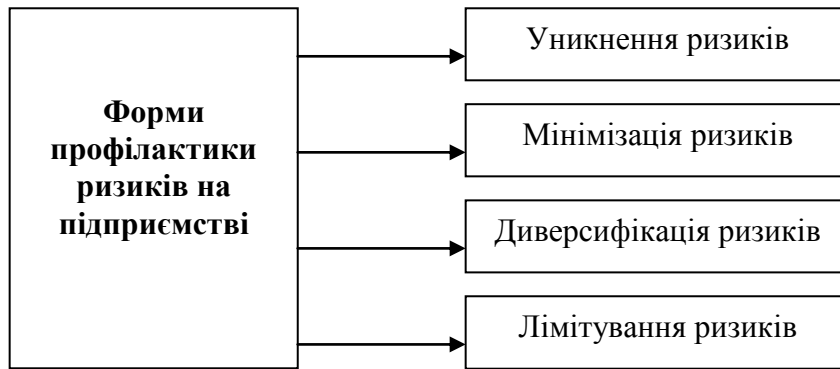 Форми
профілактики
ризиків на
підприємстві
Уникнення ризиків
Мінімізація ризиків
Диверсифікація ризиків
Лімітування ризиків